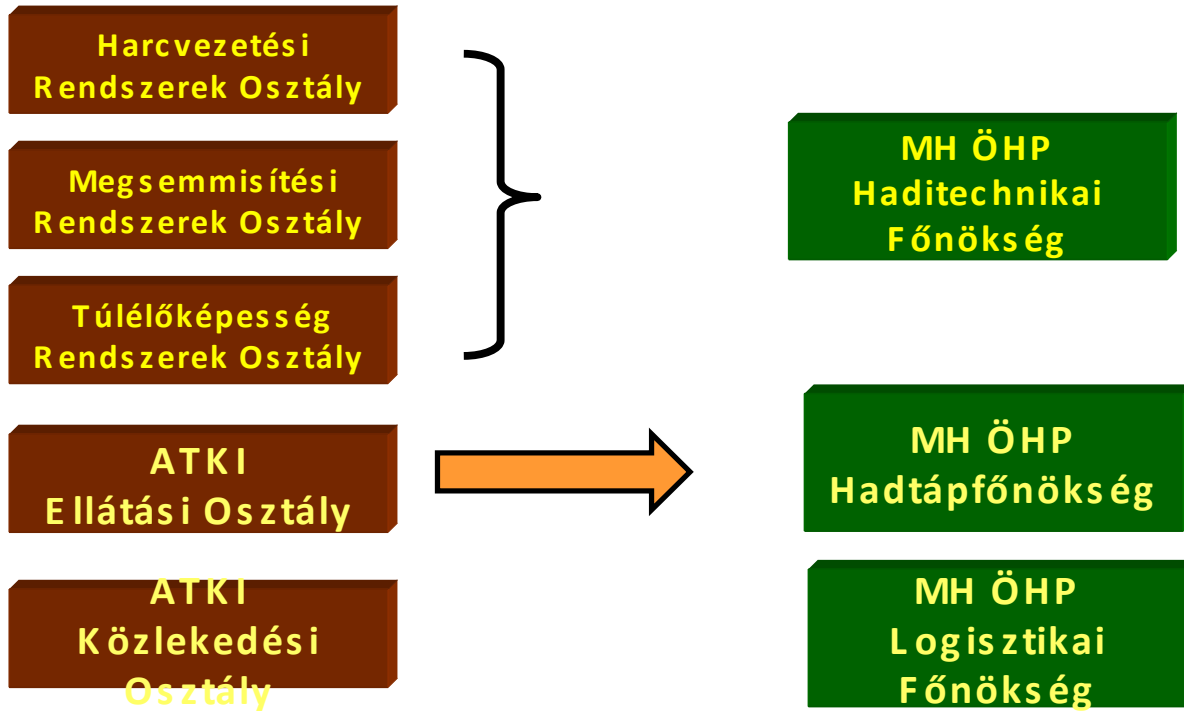 Harcvezetési
Rendszerek Osztály
Megsemmisítési
Rendszerek Osztály
Túlélőképesség
Rendszerek Osztály
ATKI
Ellátási Osztály
ATKI
Közlekedési
Osztály
MH ÖHP
Haditechnikai
Főnökség
MH ÖHP
Hadtápfőnökség
MH ÖHP
Logisztikai
Főnökség